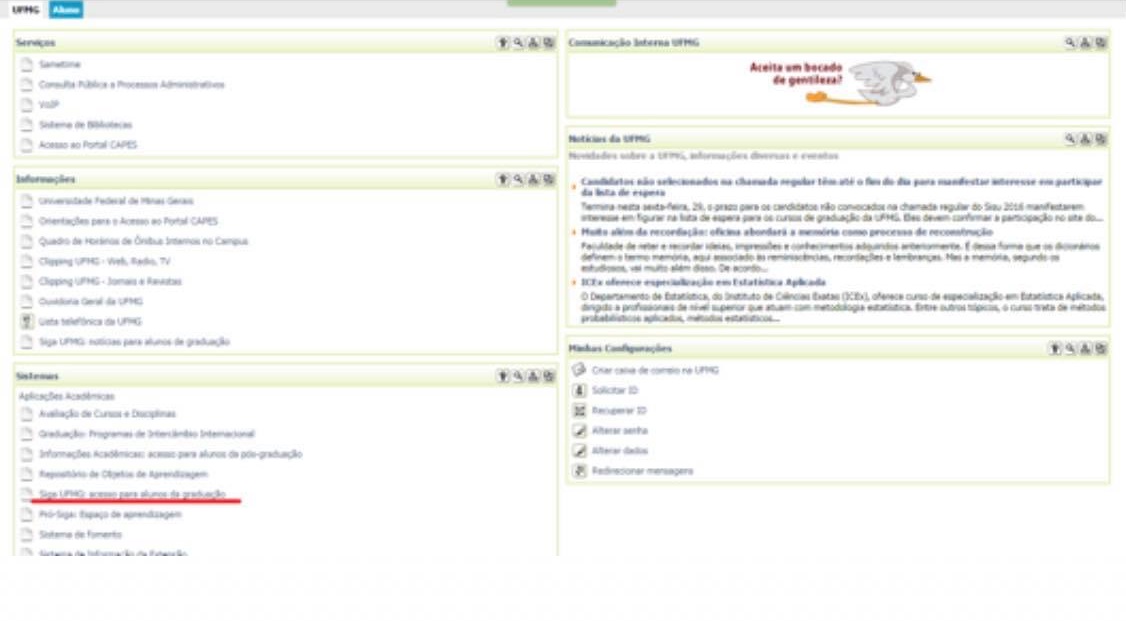 UFMG Aluno
Serviços
Sametime
Consulta Pública a Processos Administrativos
VoIP
Sistema de Bibliotecas
Acesso ao Portal CAPES
Informações
Universidade Federal de Minas Gerais
Orientações para o Acesso ao Portal CAPES
Quadro de Horários de Ônibus Internos no Campus
Clipping UFMG - Web, Radio, TV
Clipping UFMG - Jornais e Revistas
Ouvidoria Geral da UFMG
Lista telefônica da UFMG
Siga UFMG: notícias para alunos de graduação
Sistemas
Aplicações Acadêmicas
Avaliação de Cursos e Disciplinas
Graduação: Programas de Intercâmbio Internacional
Informações Acadêmicas: acesso para alunos da pós-graduação
Repositório de Objetos de Aprendizagem
Siga UFMG: acesso para alunos da graduação
Pró-Siga: Espaço de aprendizagem
Sistema de fomento
Sistema de Informação da Extensão
Comunicação Interna UFMG
Aceita um bocado
de gentileza?
Notícias da UFMG
Novidades sobre a UFMG, informações diversas e eventos
Candidatos não selecionados na chamada regular têm até o fim do dia para manifestar interesse em participar
da lista de espera
Termina nesta sexta-feira, 29, o prazo para os candidatos não convocados na chamada regular do Sisu 2016 manifestarem
interesse em figurar na lista de espera para os cursos de graduação da UFMG. Eles devem confirmar a participação no site do...
Muito além da recordação: oficina abordará a memória como processo de reconstrução
Faculdade de reter e recordar ideias, impressões e conhecimentos adquiridos anteriormente. É dessa forma que os dicionários
definem o termo memória, aqui associado às reminiscências, recordações e lembranças. Mas a memória, segundo os
estudiosos, vai muito além disso. De acordo...
ICEx oferece especialização em Estatística Aplicada
O Departamento de Estatística, do Instituto de Ciências Exatas (ICEx), oferece curso de especialização em Estatística Aplicada,
dirigido a profissionais de nível superior que atuam com metodologia estatística. Entre outros tópicos, o curso trata de métodos
probabilísticos aplicados, métodos estatísticos...
Minhas Configurações
Criar caixa de correio na UFMG
Solicitar ID
Recuperar ID
Alterar senha
Alterar dados
Redirecionar mensagens